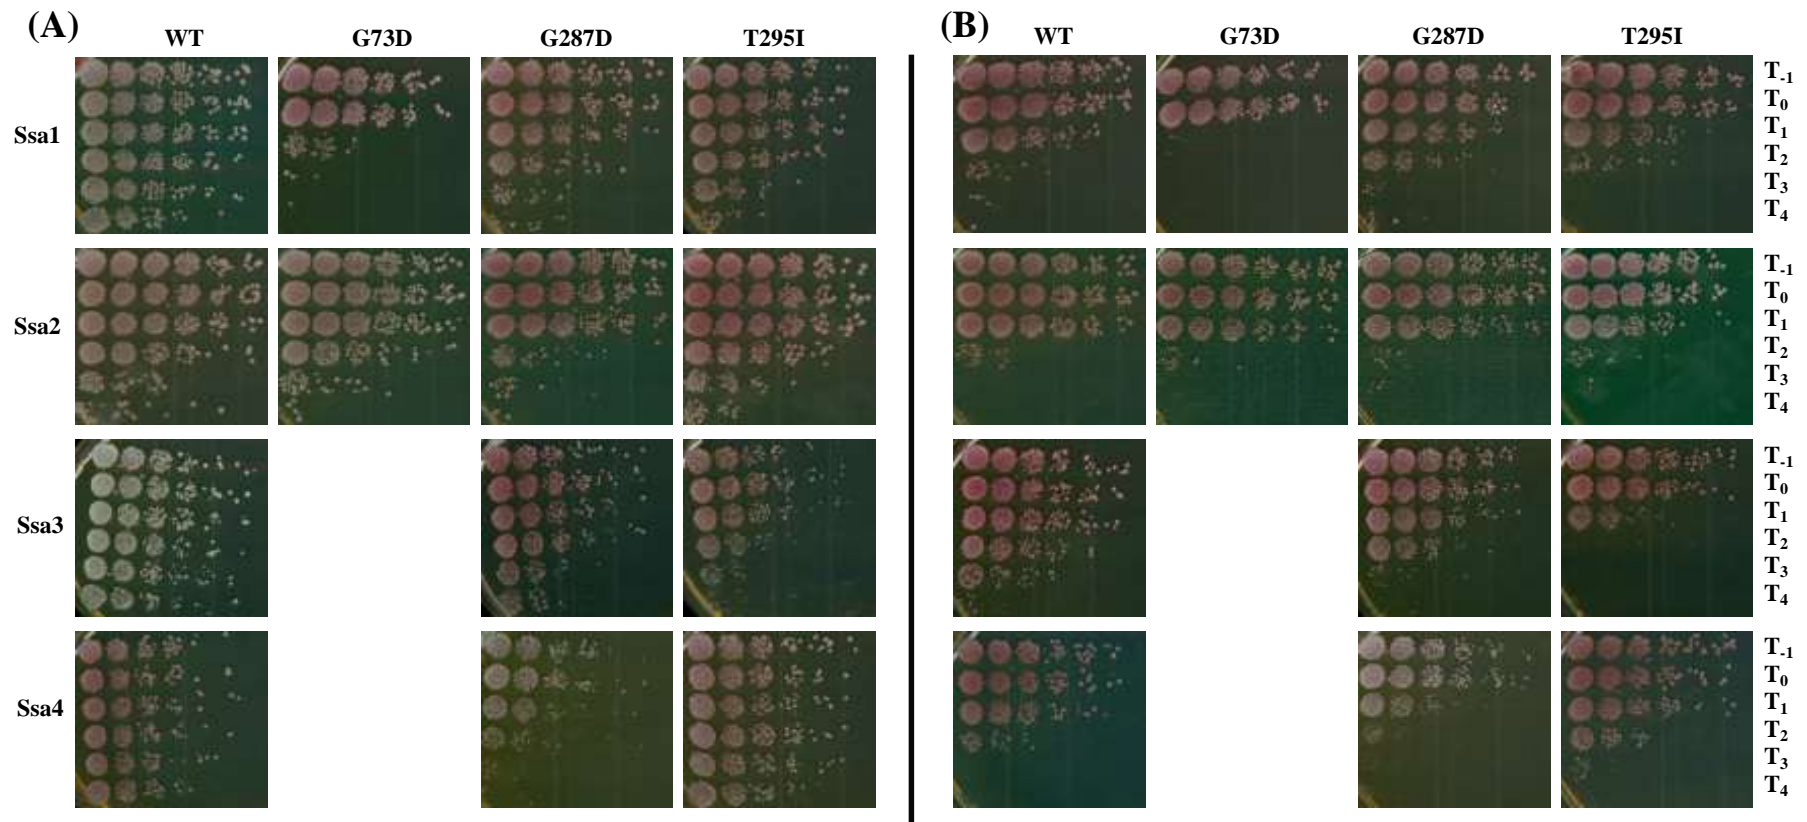 (A) (B)
WT G73D G287D T295I WT G73D G287D T295I
Ssa1
T-1
T0
T1
T2
T3
T4
Ssa2
T-1
T0
T1
T2
T3
T4
Ssa3
T-1
T0
T1
T2
T3
T4
Ssa4
T-1
T0
T1
T2
T3
T4